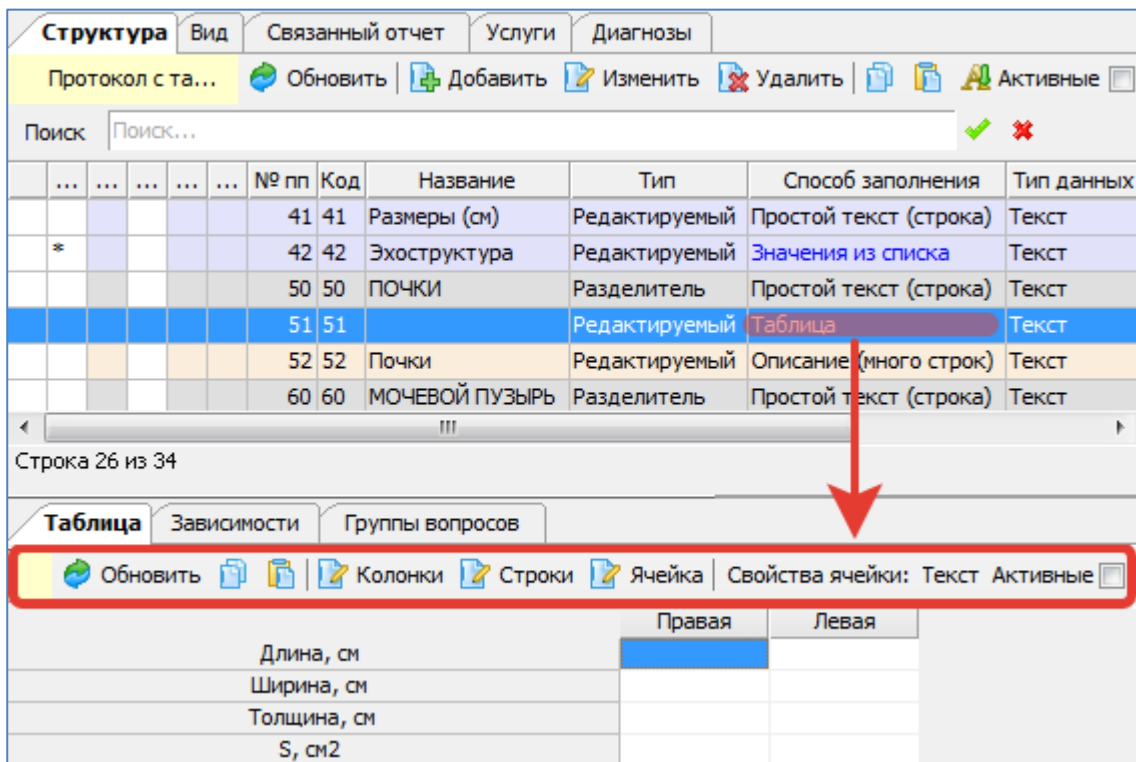 Структура Вид Связанный отчет Услуги Диагнозы
Протокол с та... Обновить Добавить Изменить Удалить Активные
Поиск Поиск...
... ... ... ... ... № пп Код Название Тип Способ заполнения Тип данных
41 41 Размеры (см) Редактируемый Простой текст (строка) Текст
* 42 42 Эхоструктура Редактируемый Значения из списка Текст
50 50 ПОЧКИ Разделитель Простой текст (строка) Текст
51 51 Редактируемый Таблица Текст
52 52 Почки Редактируемый Описание (много строк) Текст
60 60 МОЧЕВОЙ ПУЗЫРЬ Разделитель Простой текст (строка) Текст
Строка 26 из 34
Таблица Зависимости Группы вопросов
Обновить Колонки Строки Ячейка Свойства ячейки: Текст Активные
Правая Левая
Длина, см
Ширина, см
Толщина, см
S, см2